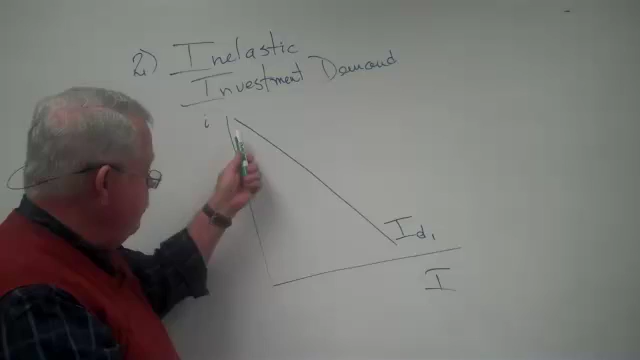 2.) Inelastic
Investment Demand
i
Id1
I